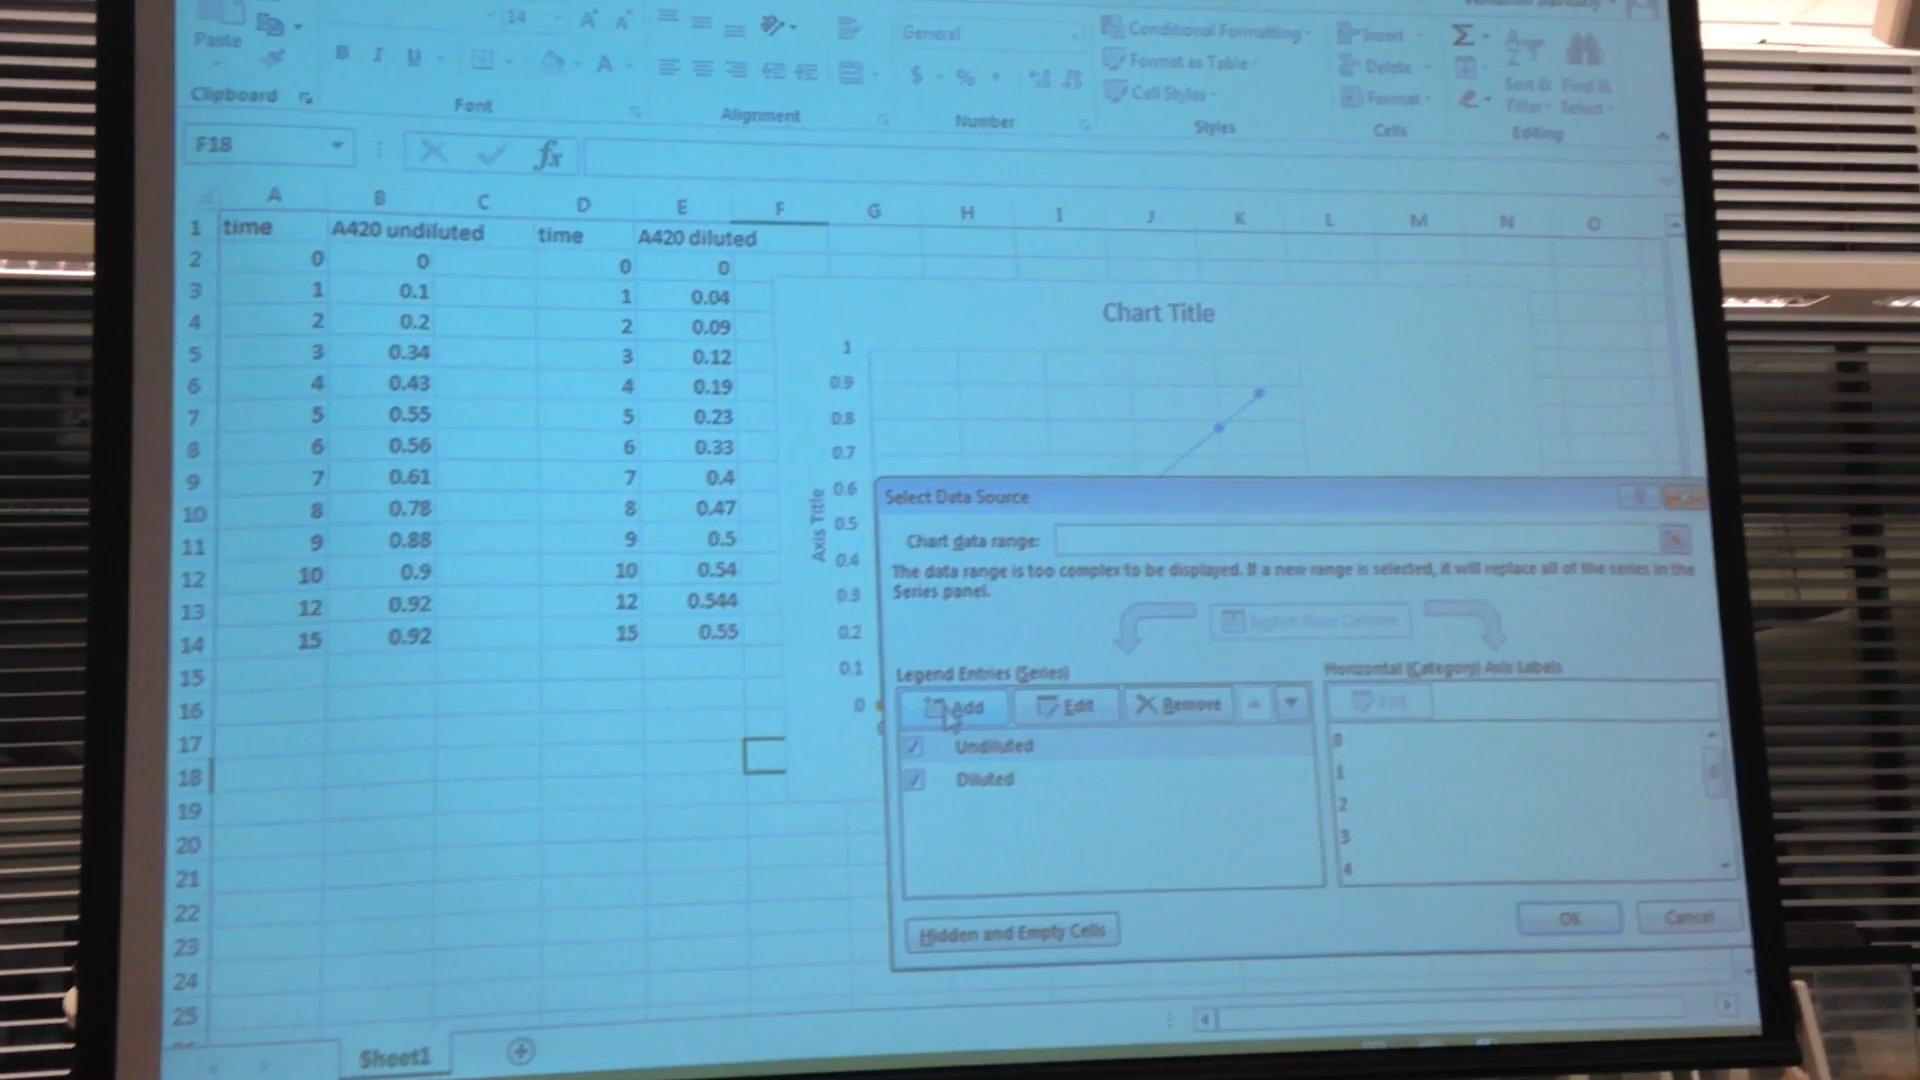 14
General
Conditional Formatting
Insert
Paste
B I U
A
$ %
Format as Table
Delete
Sort & Find &
Cell Styles
Format
Filter Select
Clipboard
Font
Alignment
Number
Styles
Cells
Editing
F18
fx
A B C D E F G H I J K L M N O
1 time A420 undiluted time A420 diluted
2 0 0 0 0
3 1 0.1 1 0.04
4 2 0.2 2 0.09
5 3 0.34 3 0.12
6 4 0.43 4 0.19
7 5 0.55 5 0.23
8 6 0.56 6 0.33
9 7 0.61 7 0.4
10 8 0.78 8 0.47
11 9 0.88 9 0.5
12 10 0.9 10 0.54
13 12 0.92 12 0.544
14 15 0.92 15 0.55
15
16
17
18
19
20
21
22
23
24
25
Chart Title
1
0.9
0.8
0.7
0.6
0.5
0.4
0.3
0.2
0.1
0
Axis Title
Select Data Source
Chart data range:
The data range is too complex to be displayed. If a new range is selected, it will replace all of the series in the
Series panel.
Switch Row/Column
Legend Entries (Series)
Horizontal (Category) Axis Labels
Add Edit Remove
Edit
Undiluted
Diluted
0
1
2
3
4
Hidden and Empty Cells
OK
Cancel
Sheet1